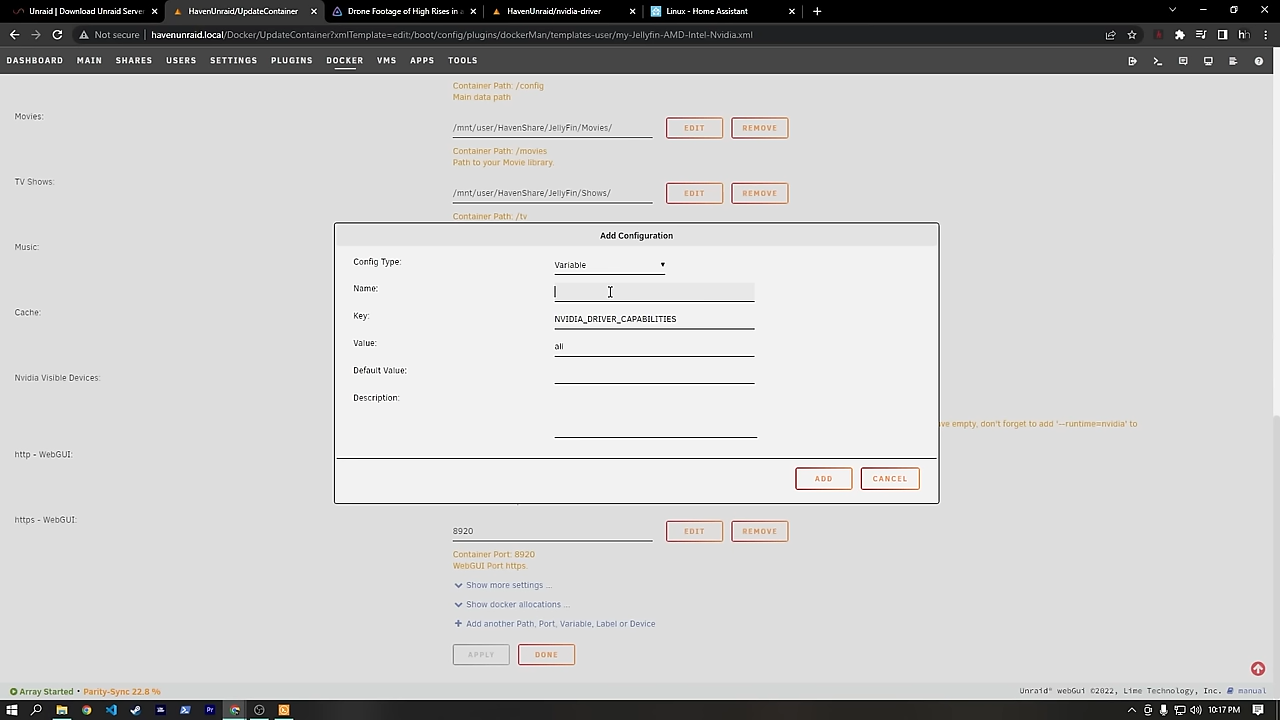 Unraid | Download Unraid Server
HavenUnraid/UpdateContainer
Drone Footage of High Rises in a
HavenUnraid/nvidia-driver
Linux - Home Assistant
Not secure
havenunraid.local/Docker/UpdateContainer?xmlTemplate=edit:/boot/config/plugins/dockerMan/templates-user/my-Jellyfin-AMD-Intel-Nvidia.xml
DASHBOARD MAIN SHARES USERS SETTINGS PLUGINS DOCKER VMS APPS TOOLS
Container Path: /config
Main data path
Movies:
/mnt/user/HavenShare/JellyFin/Movies/
EDIT
REMOVE
Container Path: /movies
Path to your Movie library.
TV Shows:
/mnt/user/HavenShare/JellyFin/Shows/
EDIT
REMOVE
Container Path: /tv
Music:
Cache:
Nvidia Visible Devices:
ve empty, don't forget to add '--runtime=nvidia' to
http - WebGUI:
https - WebGUI:
Add Configuration
Config Type:
Variable
Name:
Key:
NVIDIA_DRIVER_CAPABILITIES
Value:
all
Default Value:
Description:
ADD
CANCEL
8920
EDIT
REMOVE
Container Port: 8920
WebGUI Port https.
Show more settings ...
Show docker allocations ...
Add another Path, Port, Variable, Label or Device
APPLY
DONE
Array Started • Parity-Sync 22.8 %
Unraid® webGui ©2022, Lime Technology, Inc. manual
10:17 PM